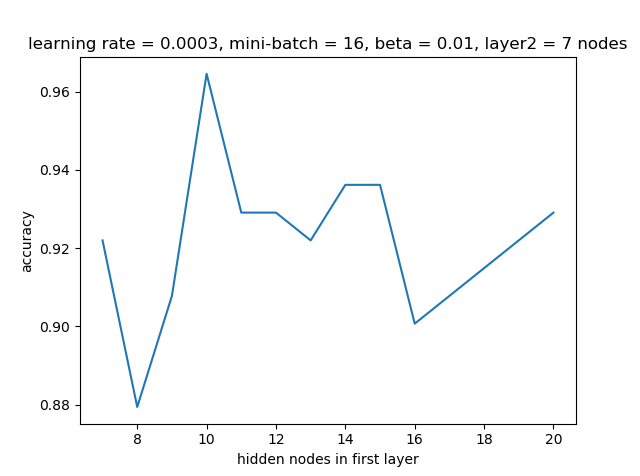 learning rate = 0.0003, mini-batch = 16, beta = 0.01, layer2 = 7 nodes
0.96
0.94
0.92
0.90
0.88
accuracy
8 10 12 14 16 18 20
hidden nodes in first layer